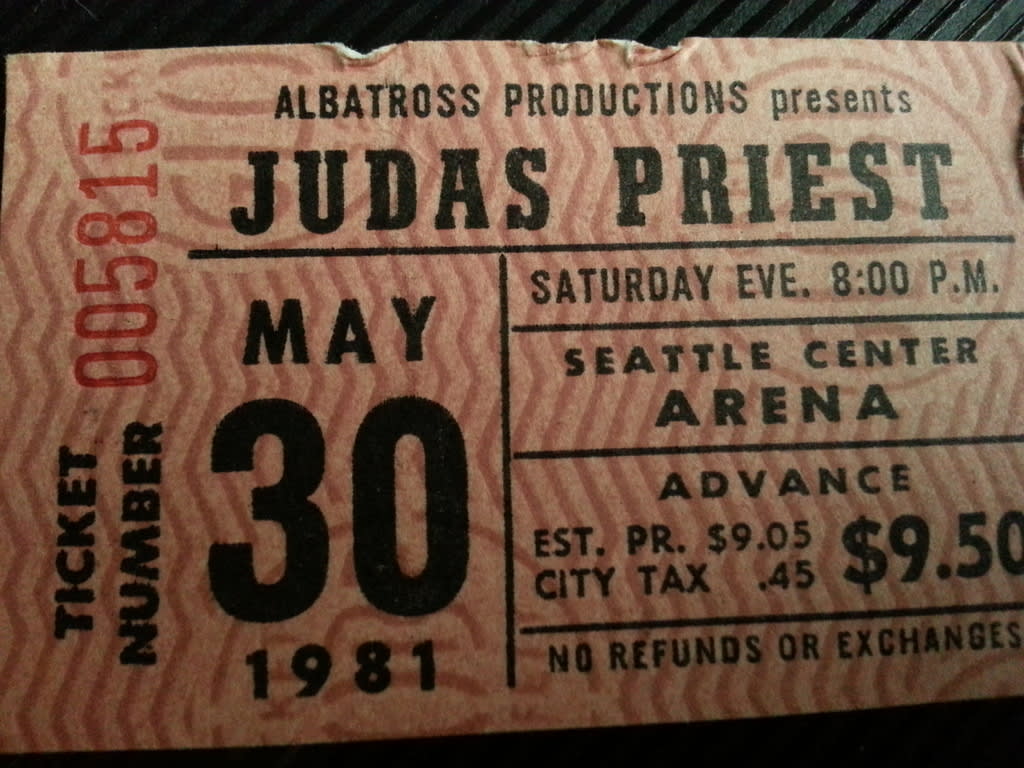 ALBATROSS PRODUCTIONS presents
JUDAS PRIEST
MAY
30
1981
SATURDAY EVE. 8:00 P.M.
SEATTLE CENTER
ARENA
ADVANCE
EST. PR. $9.05
CITY TAX .45
$9.50
NO REFUNDS OR EXCHANGES
TICKET
NUMBER
005815